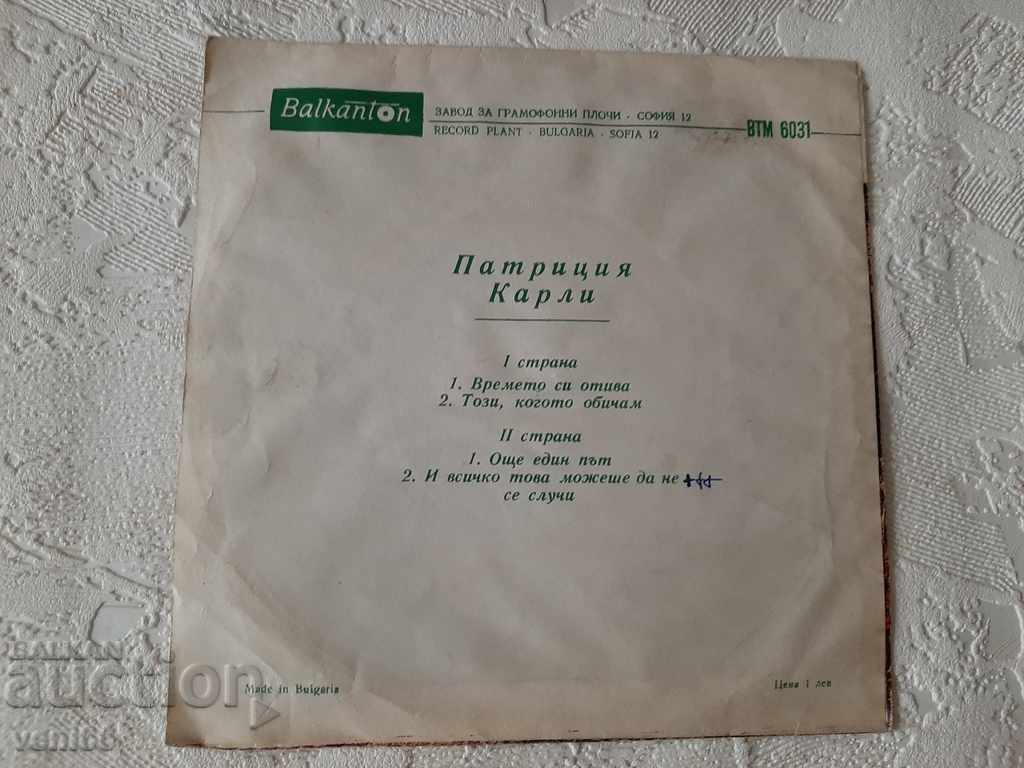 Balkanton
ЗАВОД ЗА ГРАМОФОННИ ПЛОЧИ · СОФИЯ 12
RECORD PLANT · BULGARIA · SOFIA 12
ВТМ 6031
Патриция
Карли
I страна
1. Времето си отива
2. Този, когото обичам
II страна
1. Още един път
2. И всичко това можеше да не
се случи
Made in Bulgaria
Цена 1 лев
BALKAN
auction
veni66